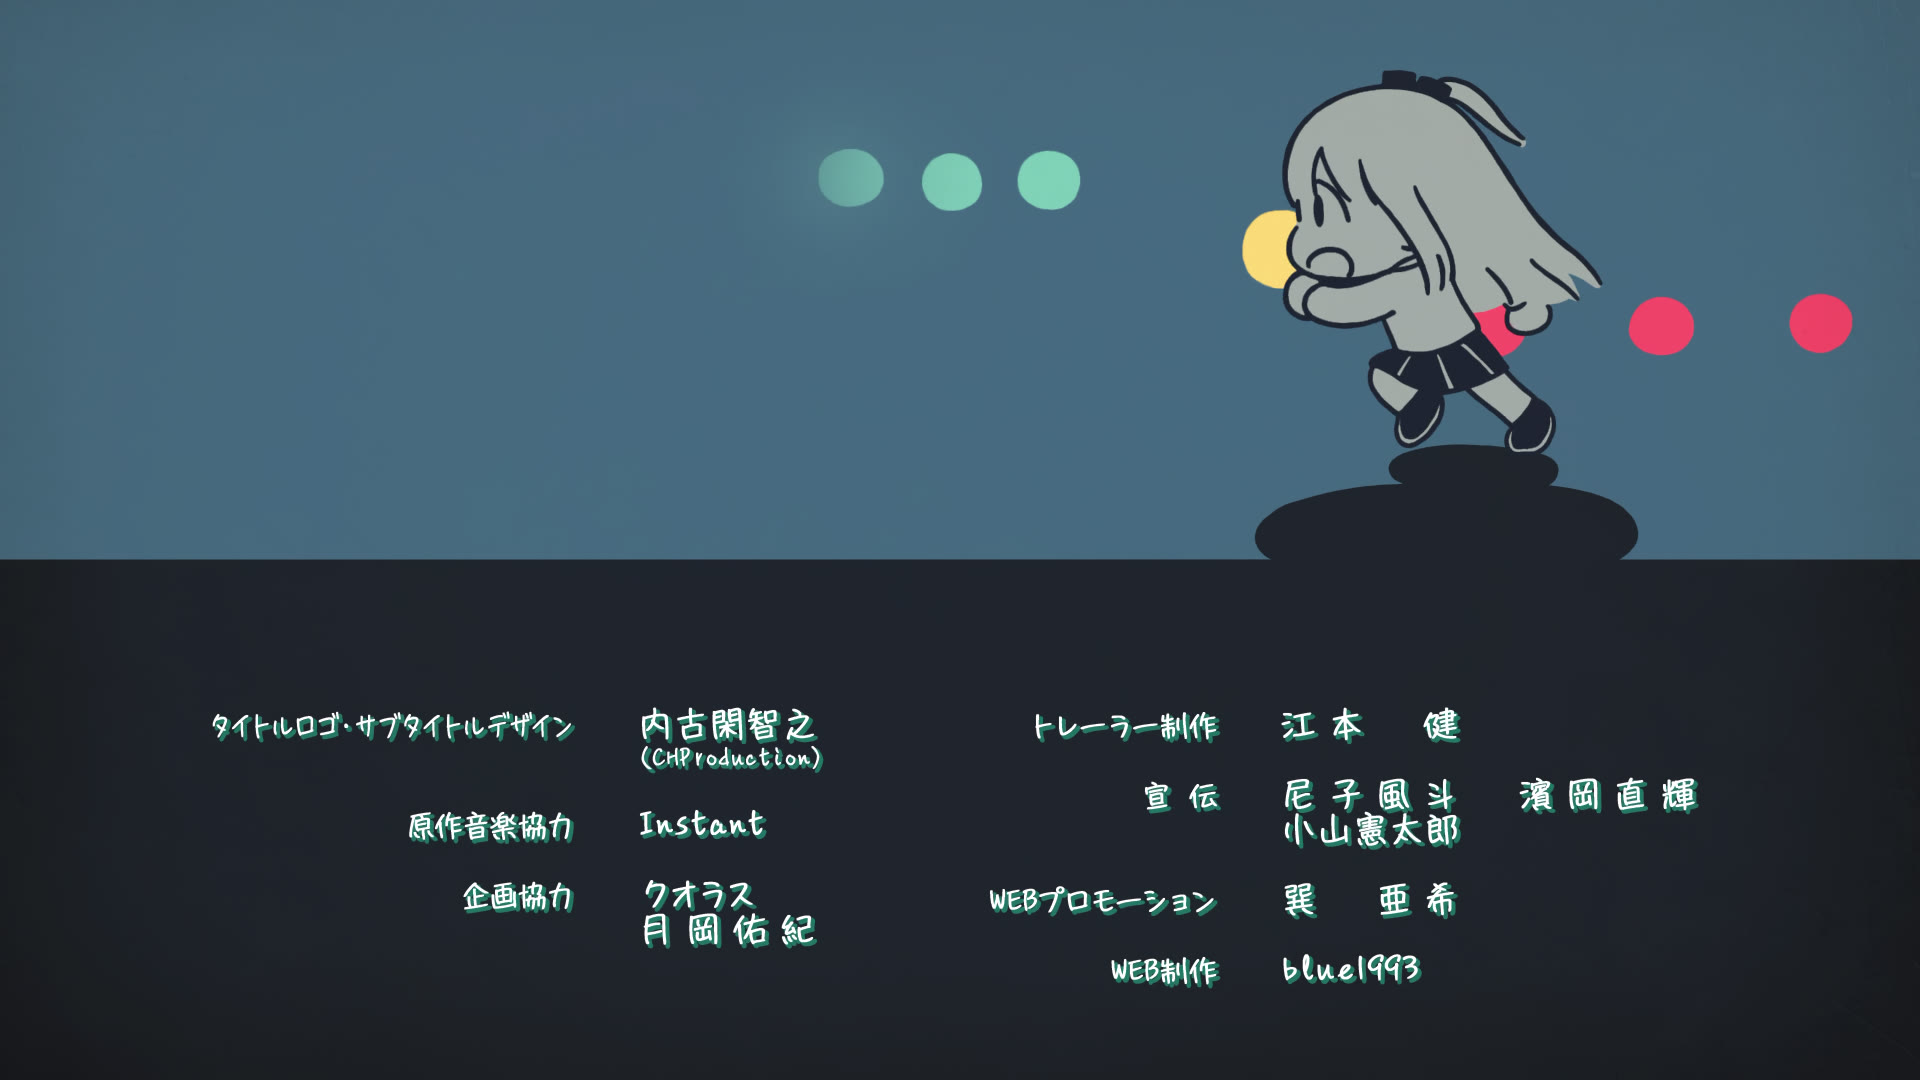 タイトルロゴ・サブタイトルデザイン 内古閑智之
(CHProduction)
原作音楽協力 Instant
企画協力 クオラス
月岡佑紀
トレーラー制作 江本 健
宣伝 尼子風斗 濱岡直輝
小山憲太郎
WEBプロモーション 巽 亜希
WEB制作 blue1993